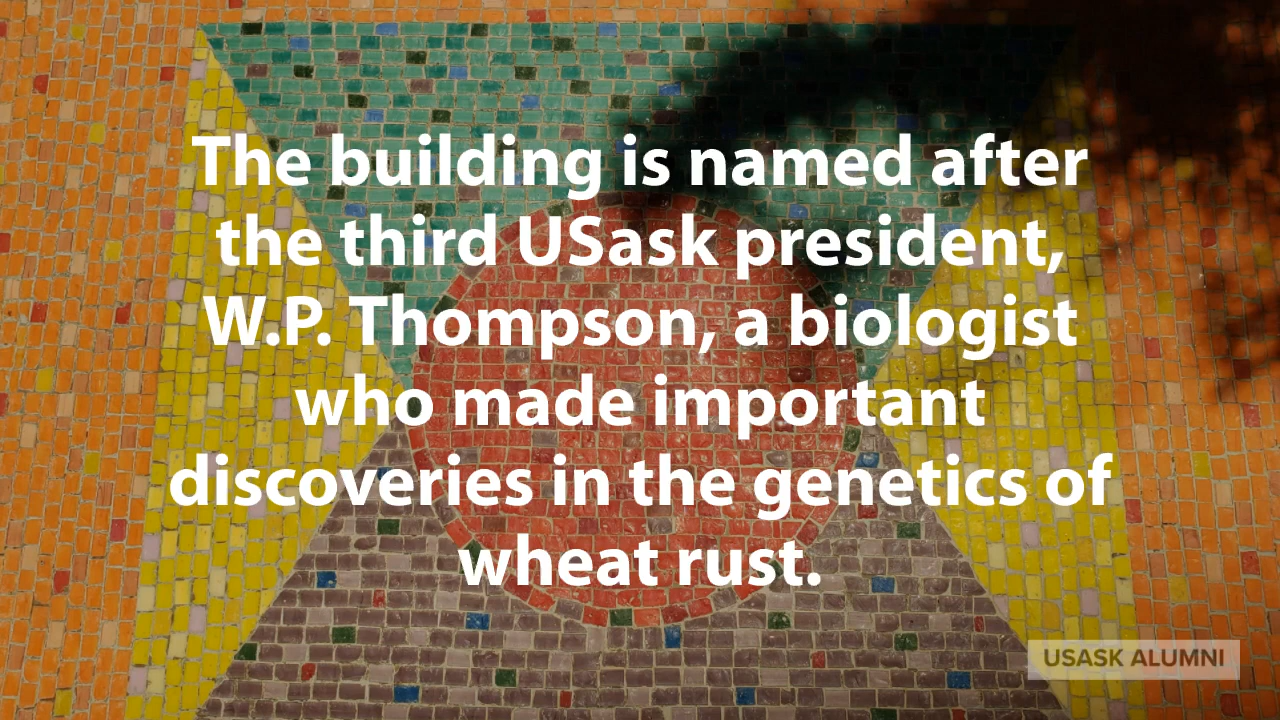 The building is named after
the third USask president,
W.P. Thompson, a biologist
who made important
discoveries in the genetics of
wheat rust.
USASK ALUMNI